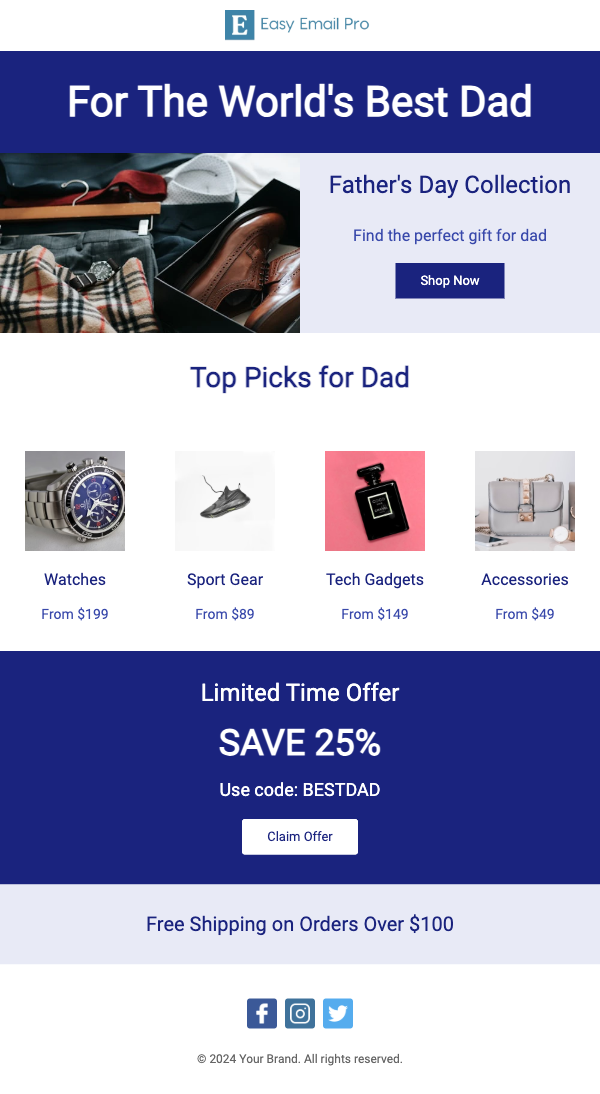 E Easy Email Pro
For The World's Best Dad
Father's Day Collection
Find the perfect gift for dad
Shop Now
Top Picks for Dad
Watches
Sport Gear
Tech Gadgets
Accessories
From $199
From $89
From $149
From $49
Limited Time Offer
SAVE 25%
Use code: BESTDAD
Claim Offer
Free Shipping on Orders Over $100
© 2024 Your Brand. All rights reserved.